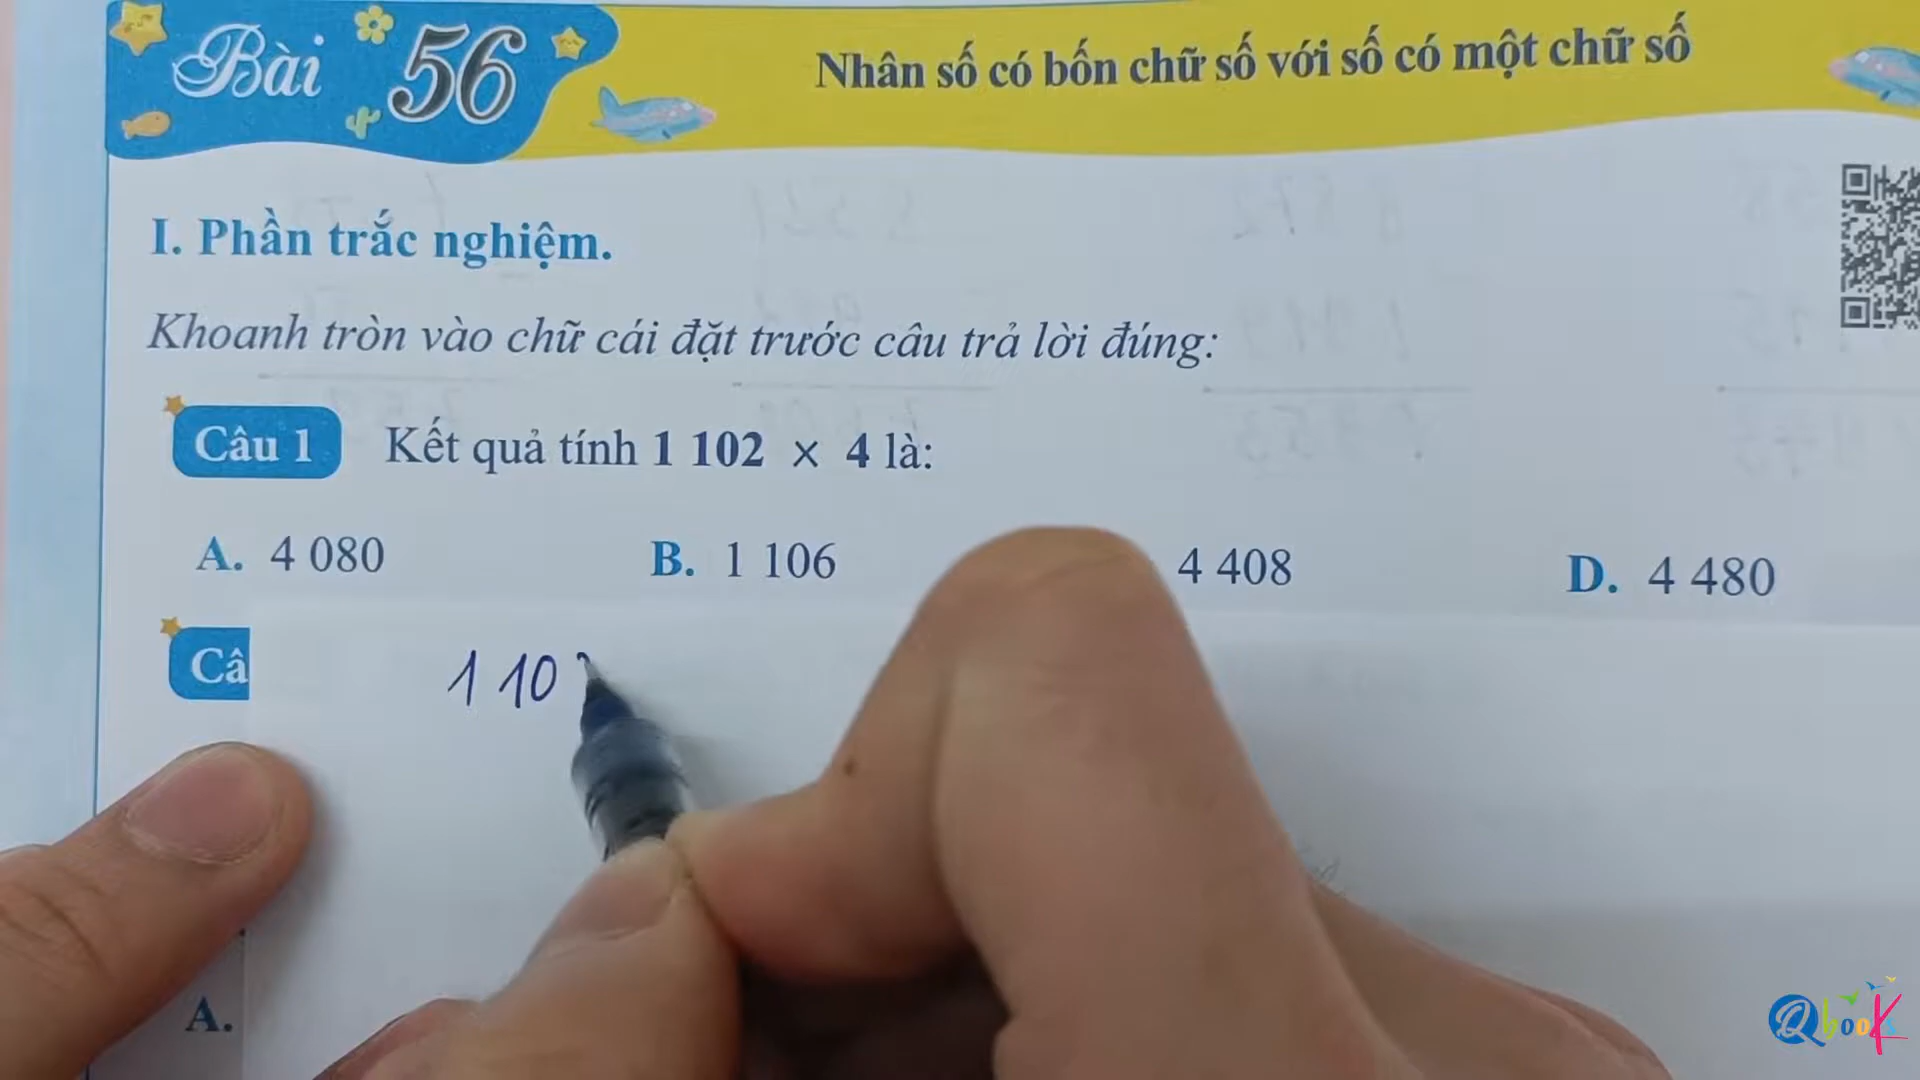 Bài 56
Nhân số có bốn chữ số với số có một chữ số
I. Phần trắc nghiệm.
Khoanh tròn vào chữ cái đặt trước câu trả lời đúng:
Câu 1 Kết quả tính 1 102 × 4 là:
A. 4 080 B. 1 106 4 408 D. 4 480
Câ
1 10
A.
Qbook